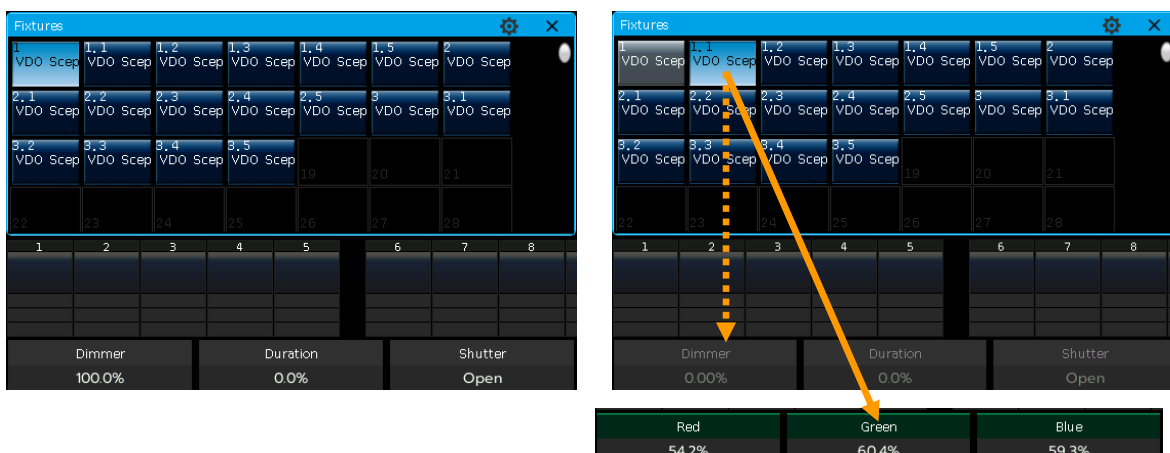 Fixtures
1 1.1 1.2 1.3 1.4 1.5 2
VDO Scep VDO Scep VDO Scep VDO Scep VDO Scep VDO Scep VDO Scep
2.1 2.2 2.3 2.4 2.5 3 3.1
VDO Scep VDO Scep VDO Scep VDO Scep VDO Scep VDO Scep VDO Scep
3.2 3.3 3.4 3.5
VDO Scep VDO Scep VDO Scep VDO Scep
19 20 21
22 23 24 25 26 27 28
1 2 3 4 5 6 7 8
Dimmer Duration Shutter
100.0% 0.0% Open
Fixtures
1 1.1 1.2 1.3 1.4 1.5 2
VDO Scep VDO Scep VDO Scep VDO Scep VDO Scep VDO Scep VDO Scep
2.1 2.2 2.3 2.4 2.5 3 3.1
VDO Scep VDO Scep VDO Scep VDO Scep VDO Scep VDO Scep VDO Scep
3.2 3.3 3.4 3.5
VDO Scep VDO Scep VDO Scep VDO Scep
19 20 21
22 23 24 25 26 27 28
1 2 3 4 5 6 7 8
Dimmer Duration Shutter
0.00% 0.0% Open
Red Green Blue
54.2% 60.4% 59.3%